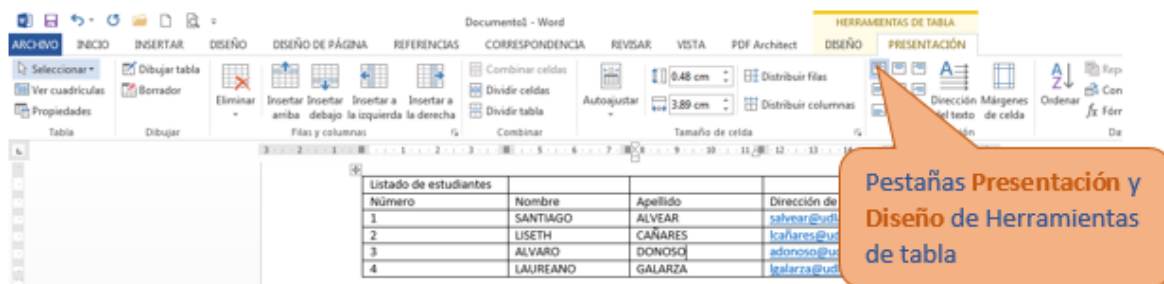 Documento1 - Word
HERRAMIENTAS DE TABLA
ARCHIVO INICIO INSERTAR DISEÑO DISEÑO DE PÁGINA REFERENCIAS CORRESPONDENCIA REVISAR VISTA PDF Architect DISEÑO PRESENTACIÓN
Seleccionar
Ver cuadrículas
Propiedades
Tabla
Dibujar tabla
Borrador
Dibujar
Eliminar
Insertar arriba
Insertar debajo
Insertar a la izquierda
Insertar a la derecha
Filas y columnas
Combinar celdas
Dividir celdas
Dividir tabla
Combinar
Autoajustar
0.48 cm
3.89 cm
Distribuir filas
Distribuir columnas
Tamaño de celda
Dirección
del texto
Márgenes
de celda
Ordenar
Listado de estudiantes
Número Nombre Apellido Dirección de
1 SANTIAGO ALVEAR
2 LISETH CAÑARES
3 ALVARO DONOSO
4 LAUREANO GALARZA
Pestañas Presentación y
Diseño de Herramientas
de tabla